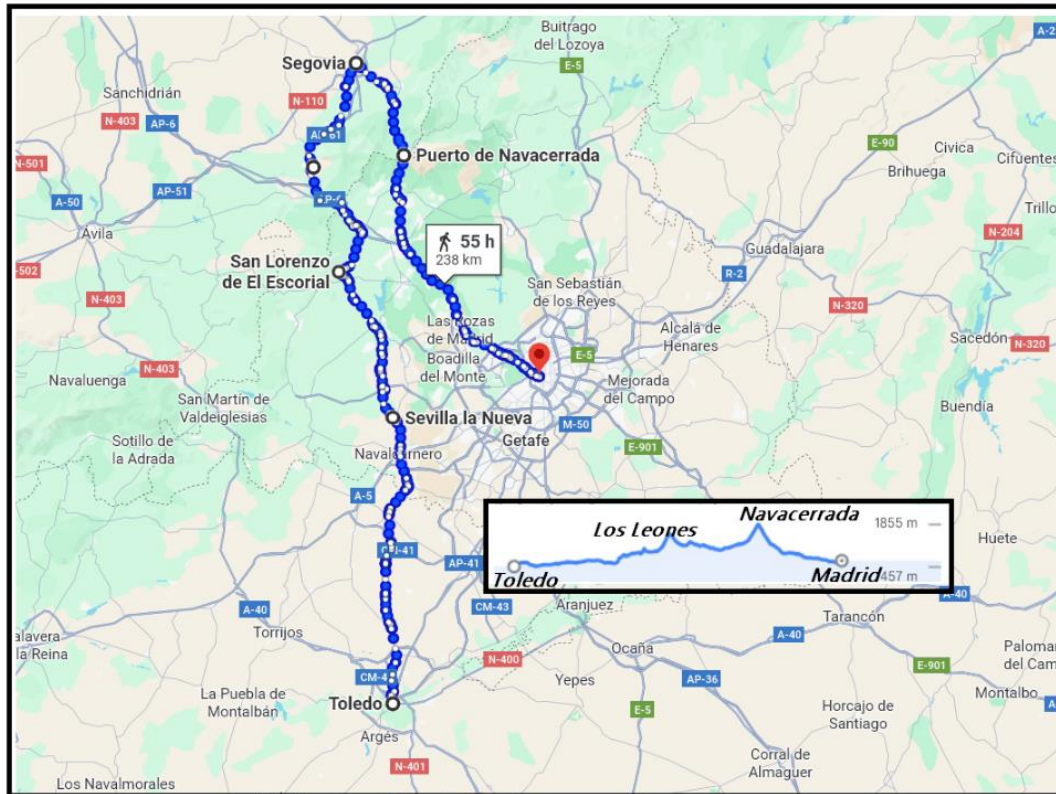 Buitrago
del Lozoya
A-2
E-5
Segovia
Sanchidrián
N-110
N-403
AP-6
E-90
Civica
Cifuentes
Puerto de Navacerrada
Brihuega
N-501
AP-51
A-50
Trillo
Ávila
N-204
55 h
238 km
Guadalajara
San Lorenzo
de El Escorial
R-2
N-403
San Sebastián
de los Reyes
N-320
Las Rozas
de Madrid
Alcalá de
Henares
Sacedón
E-5
N-320
Boadilla
del Monte
N-403
Navaluenga
Mejorada
del Campo
San Martín de
Valdeiglesias
Buendía
Sevilla la Nueva
M-50
Sotillo de
la Adrada
Getafe
E-901
Navalcarnero
A-5
Navacerrada
1855 m
Los Leones
Huete
AP-41
Toledo
Madrid
457 m
A-40
CM-43
Aranjuez
A-40
Tarancón
Torrijos
A-40
N-400
Ocaña
E-901
Yepes
AP-36
Toledo
La Puebla de
Montalbán
Montalbo
E-5
Horcajo de
Santiago
Argés
Corral de
Almaguer
N-401
Los Navalmorales